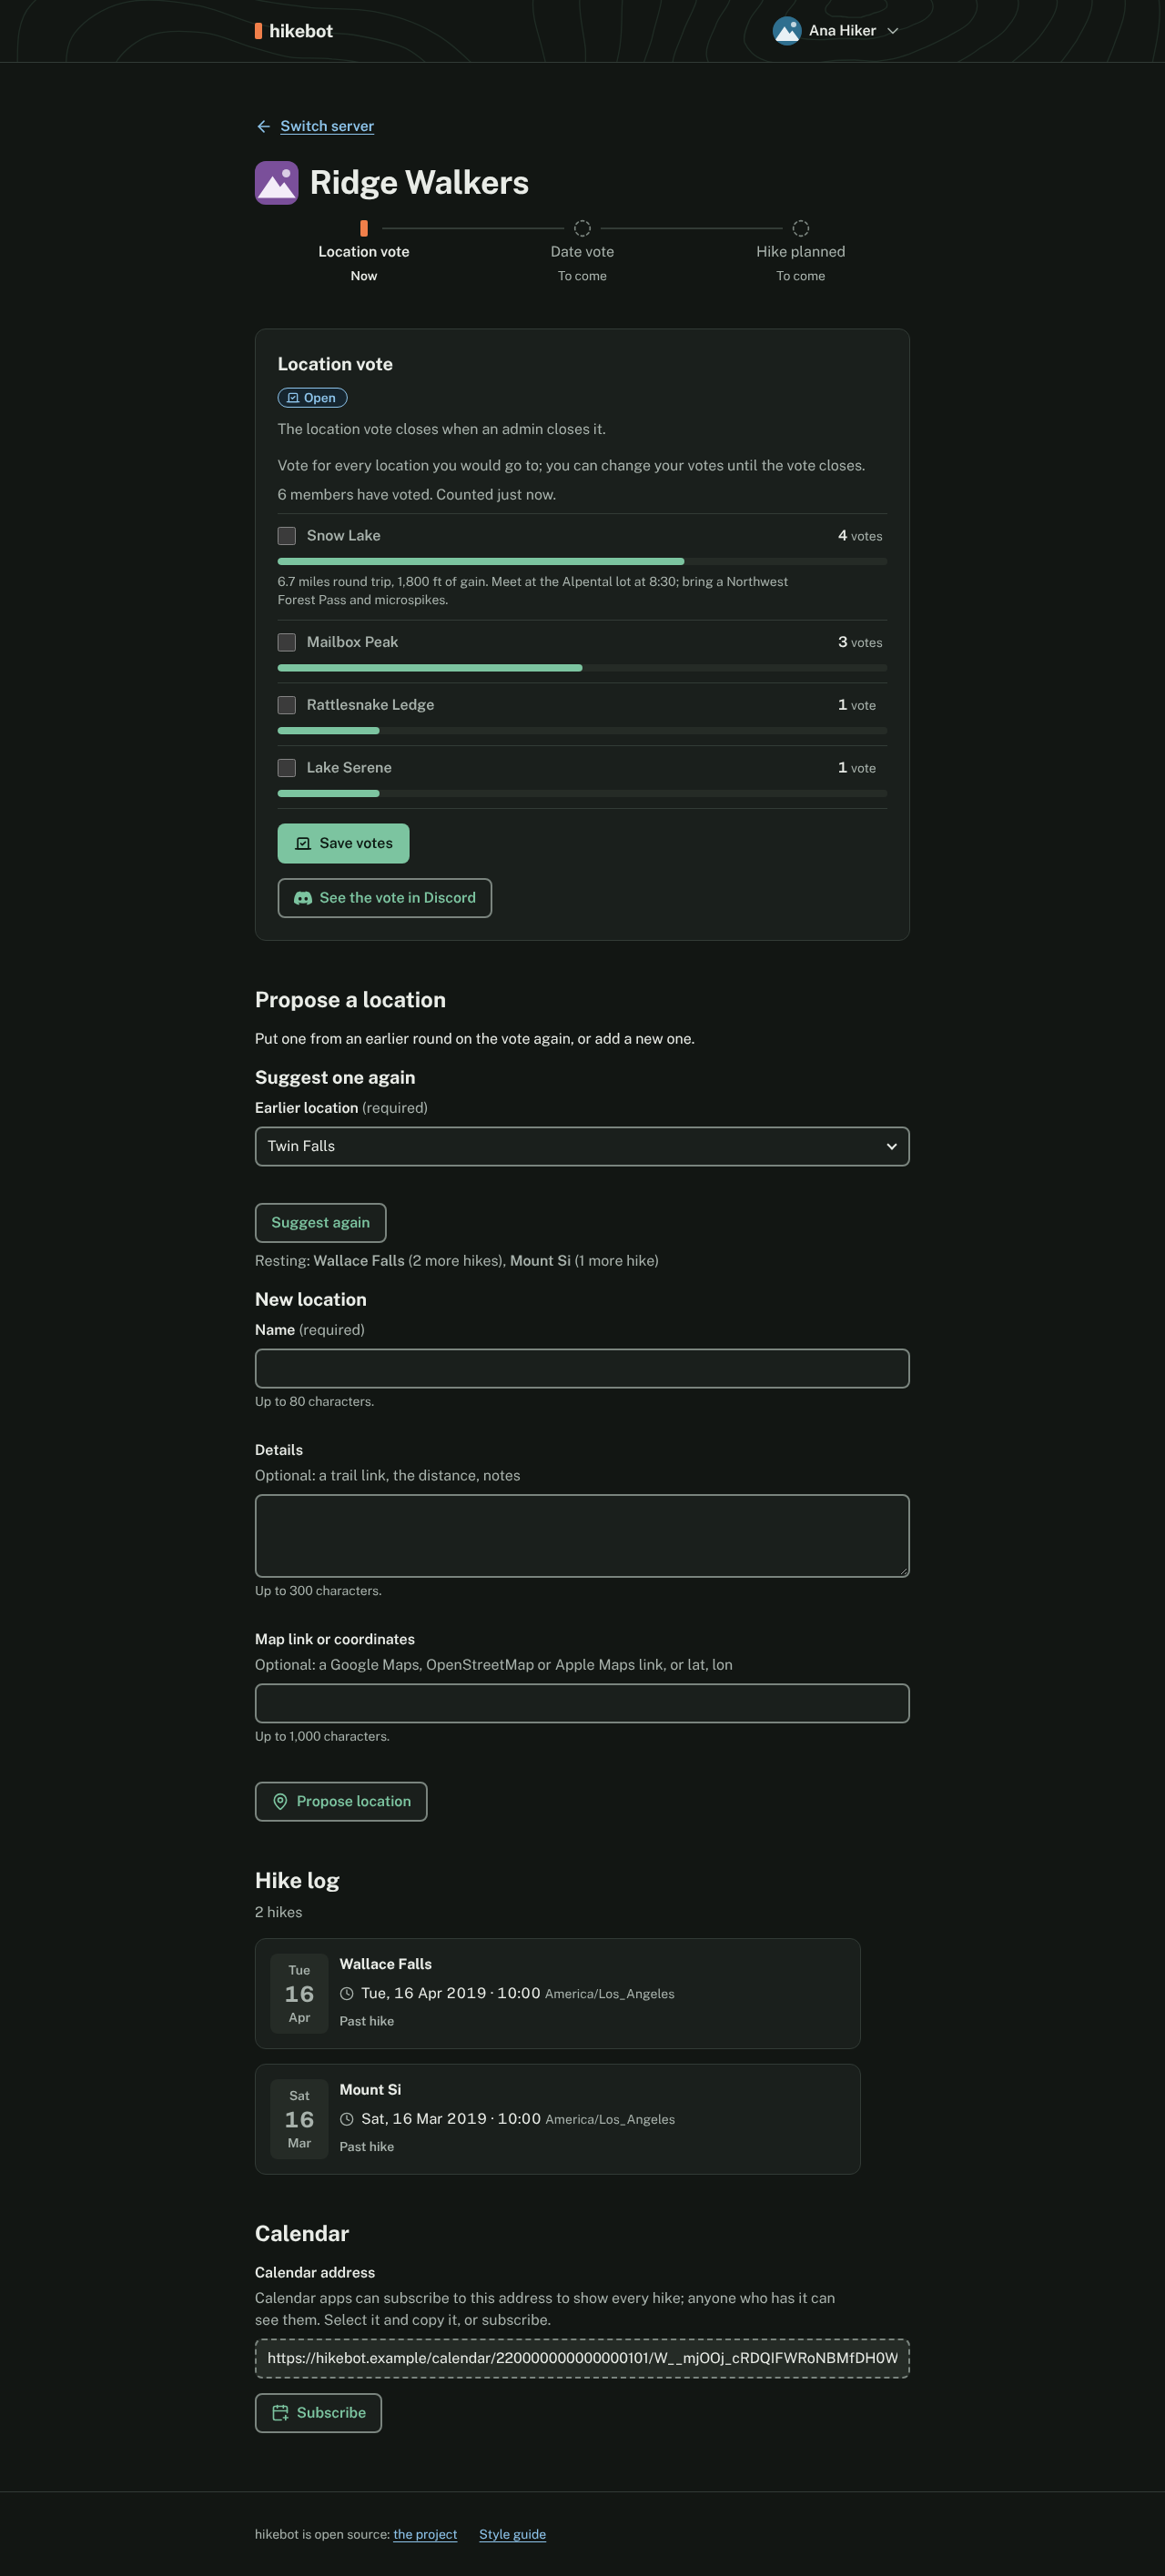 hikebot
Ana Hiker
Switch server
Ridge Walkers
Location vote
Now
Date vote
To come
Hike planned
To come
Location vote
Open
The location vote closes when an admin closes it.
Vote for every location you would go to; you can change your votes until the vote closes.
6 members have voted. Counted just now.
Snow Lake
4 votes
6.7 miles round trip, 1,800 ft of gain. Meet at the Alpental lot at 8:30; bring a Northwest
Forest Pass and microspikes.
Mailbox Peak
3 votes
Rattlesnake Ledge
1 vote
Lake Serene
1 vote
Save votes
See the vote in Discord
Propose a location
Put one from an earlier round on the vote again, or add a new one.
Suggest one again
Earlier location (required)
Twin Falls
Suggest again
Resting: Wallace Falls (2 more hikes), Mount Si (1 more hike)
New location
Name (required)
Up to 80 characters.
Details
Optional: a trail link, the distance, notes
Up to 300 characters.
Map link or coordinates
Optional: a Google Maps, OpenStreetMap or Apple Maps link, or lat, lon
Up to 1,000 characters.
Propose location
Hike log
2 hikes
Tue
16
Apr
Wallace Falls
Tue, 16 Apr 2019 · 10:00 America/Los_Angeles
Past hike
Sat
16
Mar
Mount Si
Sat, 16 Mar 2019 · 10:00 America/Los_Angeles
Past hike
Calendar
Calendar address
Calendar apps can subscribe to this address to show every hike; anyone who has it can
see them. Select it and copy it, or subscribe.
https://hikebot.example/calendar/220000000000000101/W__mjOOj_cRDQIFWRoNBMfDH0W
Subscribe
hikebot is open source: the project
Style guide